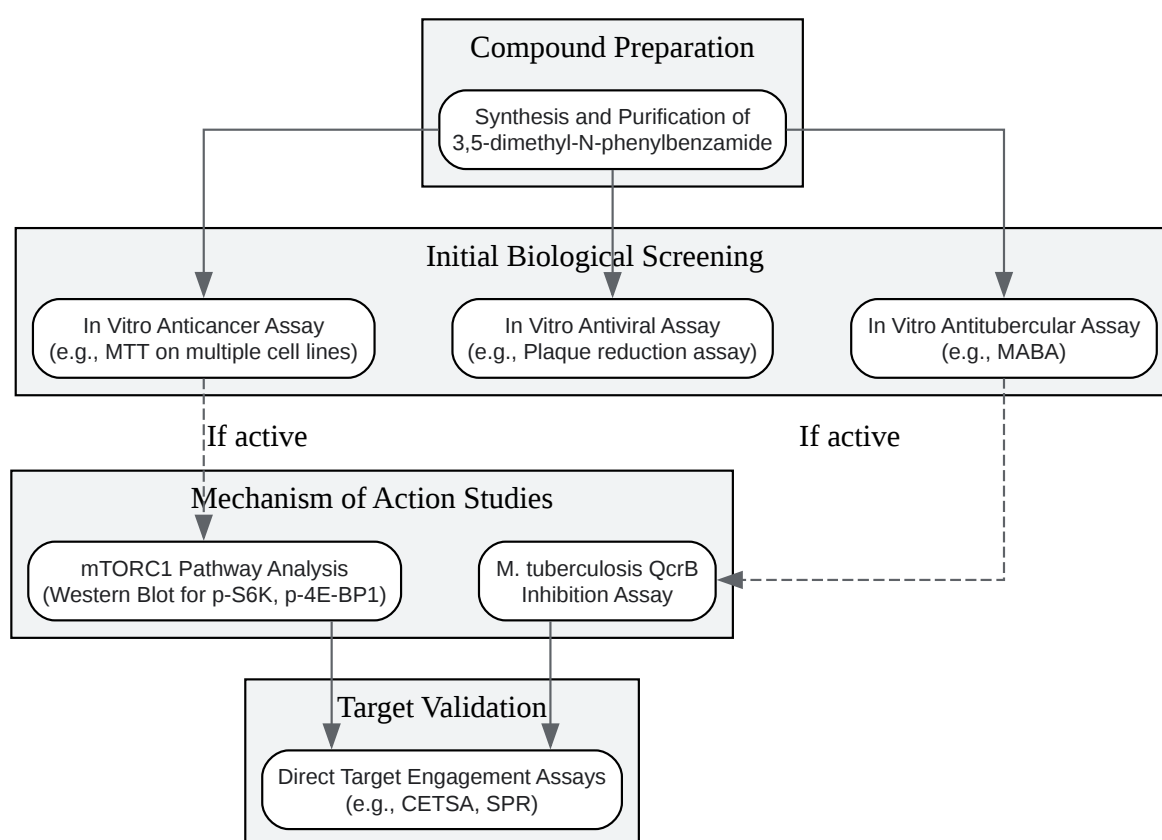 Compound Preparation
Synthesis and Purification of
3,5-dimethyl-N-phenylbenzamide
Initial Biological Screening
In Vitro Anticancer Assay
(e.g., MTT on multiple cell lines)
In Vitro Antiviral Assay
(e.g., Plaque reduction assay)
In Vitro Antitubercular Assay
(e.g., MABA)
If active
If active
Mechanism of Action Studies
mTORC1 Pathway Analysis
(Western Blot for p-S6K, p-4E-BP1)
M. tuberculosis QcrB
Inhibition Assay
Target Validation
Direct Target Engagement Assays
(e.g., CETSA, SPR)